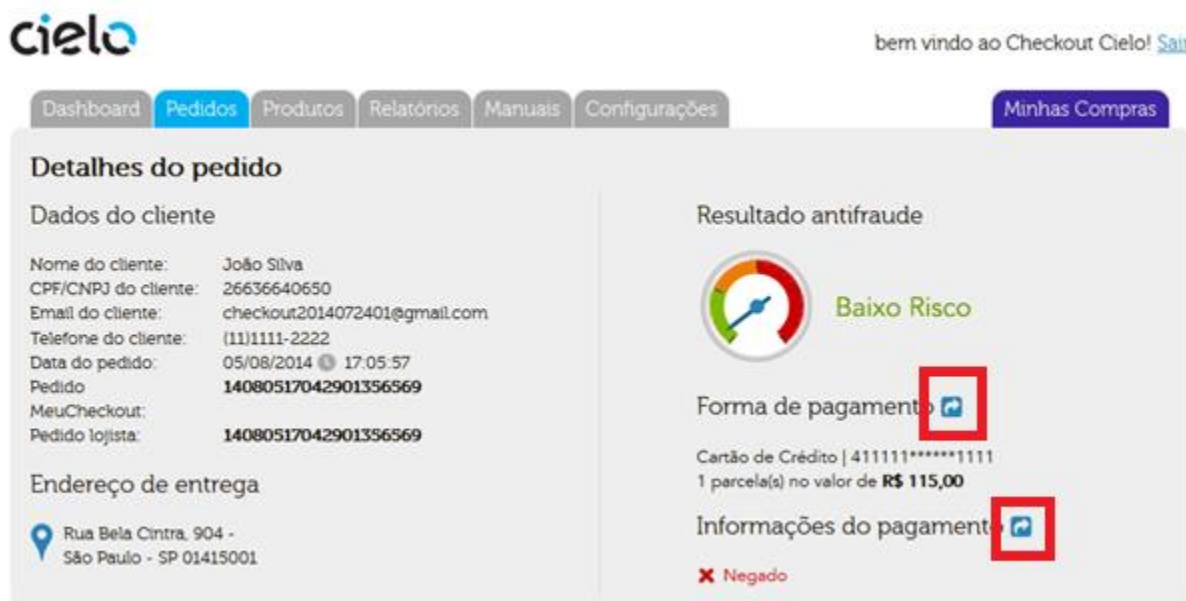 cielo
bem vindo ao Checkout Cielo! Sair
Dashboard Pedidos Produtos Relatórios Manuais Configurações Minhas Compras
Detalhes do pedido
Dados do cliente
Nome do cliente: João Silva
CPF/CNPJ do cliente: 26636640650
Email do cliente: checkout2014072401@gmail.com
Telefone do cliente: (11)1111-2222
Data do pedido: 05/08/2014 17:05:57
Pedido MeuCheckout: 14080517042901356569
Pedido lojista: 14080517042901356569
Endereço de entrega
Rua Bela Cintra, 904 -
São Paulo - SP 01415001
Resultado antifraude
Baixo Risco
Forma de pagamento
Cartão de Crédito | 411111******1111
1 parcela(s) no valor de R$ 115,00
Informações do pagamento
Negado